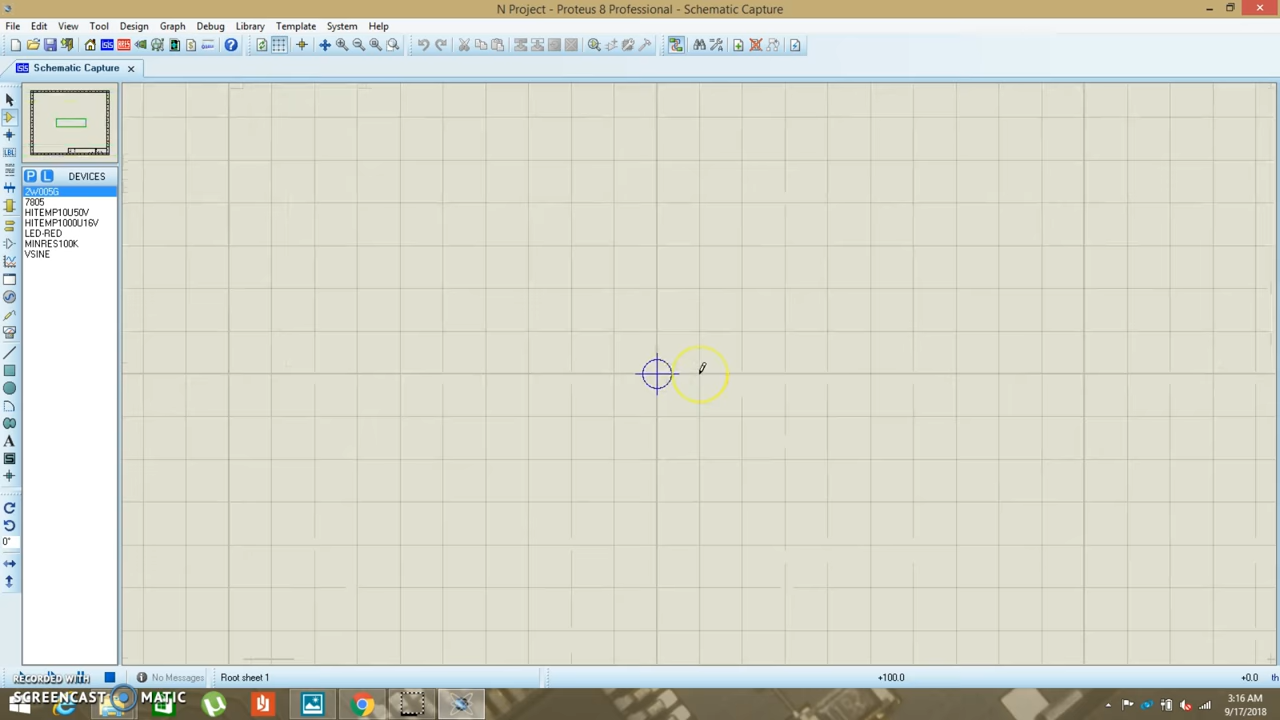 N Project - Proteus 8 Professional - Schematic Capture
File Edit View Tool Design Graph Debug Library Template System Help
Schematic Capture
P L DEVICES
2W005G
7805
HITEMP10U50V
HITEMP1000U16V
LED-RED
MINRES100K
VSINE
LBL
A
0°
RECORDED WITH
SCREENCAST MATIC
No Messages
Root sheet 1
+100.0
+0.0
th
3:16 AM
9/17/2018